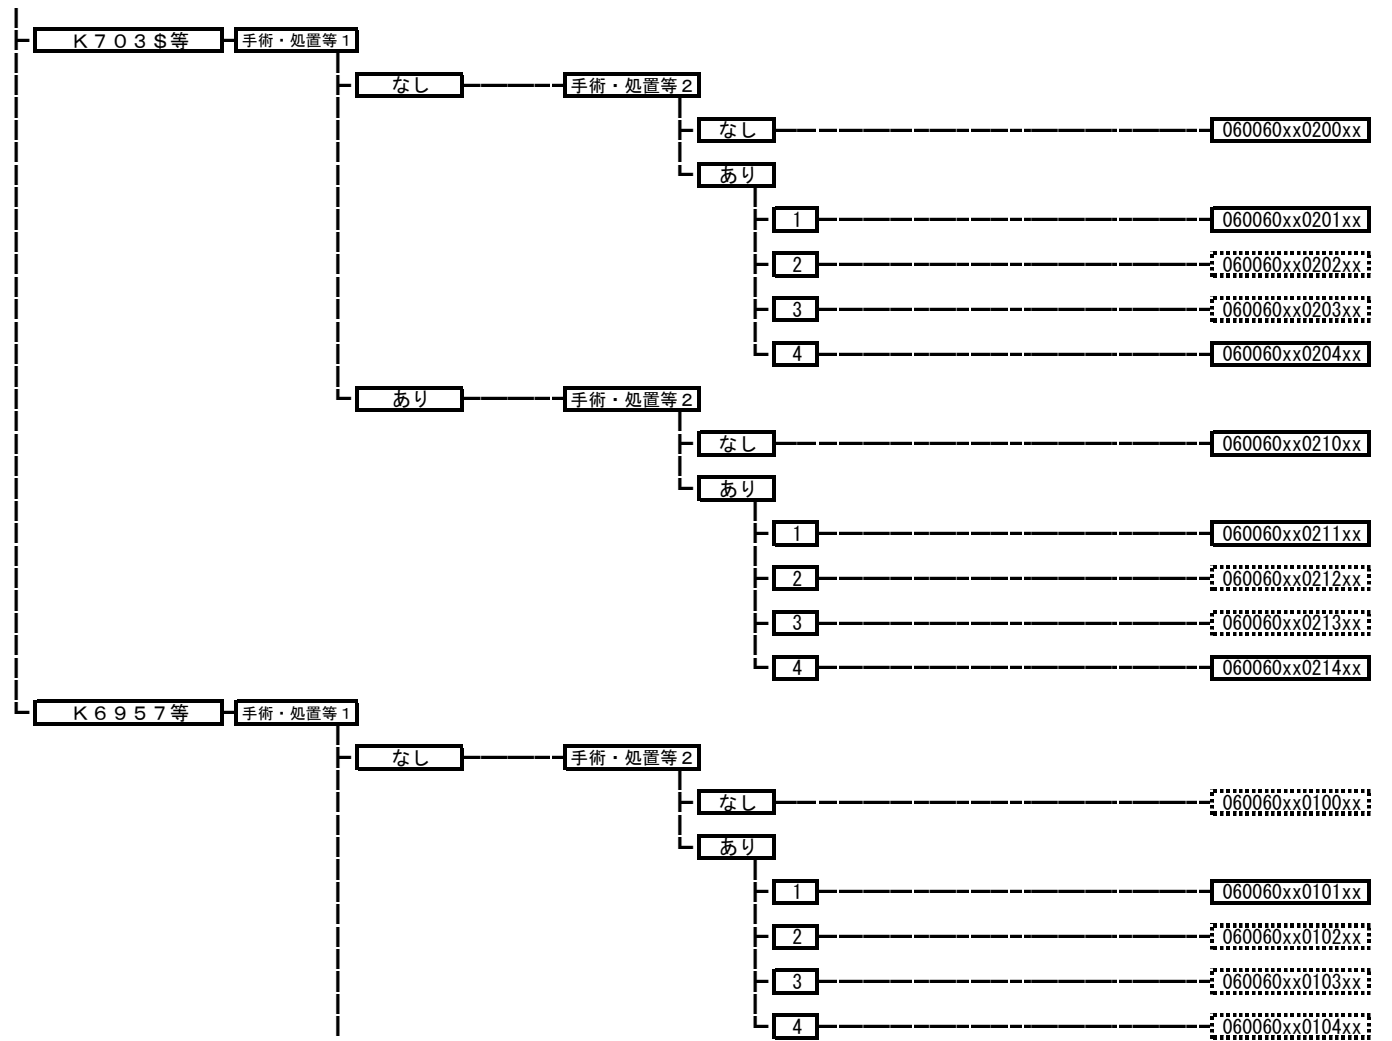 Ｋ７０３＄等 手術・処置等１
なし 手術・処置等２
なし 060060xx0200xx
あり
1 060060xx0201xx
2 060060xx0202xx
3 060060xx0203xx
4 060060xx0204xx
あり 手術・処置等２
なし 060060xx0210xx
あり
1 060060xx0211xx
2 060060xx0212xx
3 060060xx0213xx
4 060060xx0214xx
Ｋ６９５７等 手術・処置等１
なし 手術・処置等２
なし 060060xx0100xx
あり
1 060060xx0101xx
2 060060xx0102xx
3 060060xx0103xx
4 060060xx0104xx